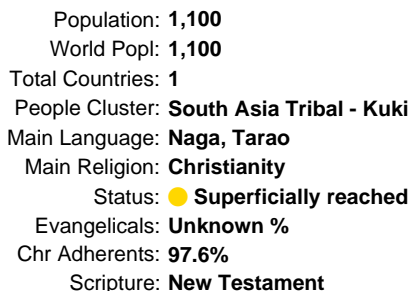 Population: 1,100
World Popl: 1,100
Total Countries: 1
People Cluster: South Asia Tribal - Kuki
Main Language: Naga, Tarao
Main Religion: Christianity
Status: Superficially reached
Evangelicals: Unknown %
Chr Adherents: 97.6%
Scripture: New Testament